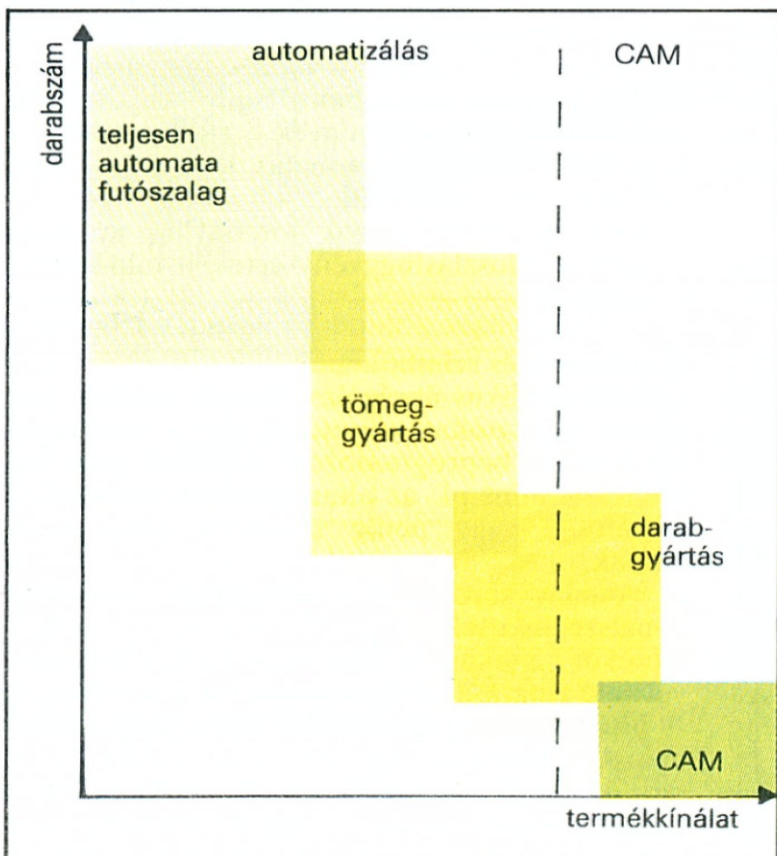 automatizálás
CAM
darabszám
teljesen
automata
futószalag
tömeg-
gyártás
darab-
gyártás
CAM
termékkínálat